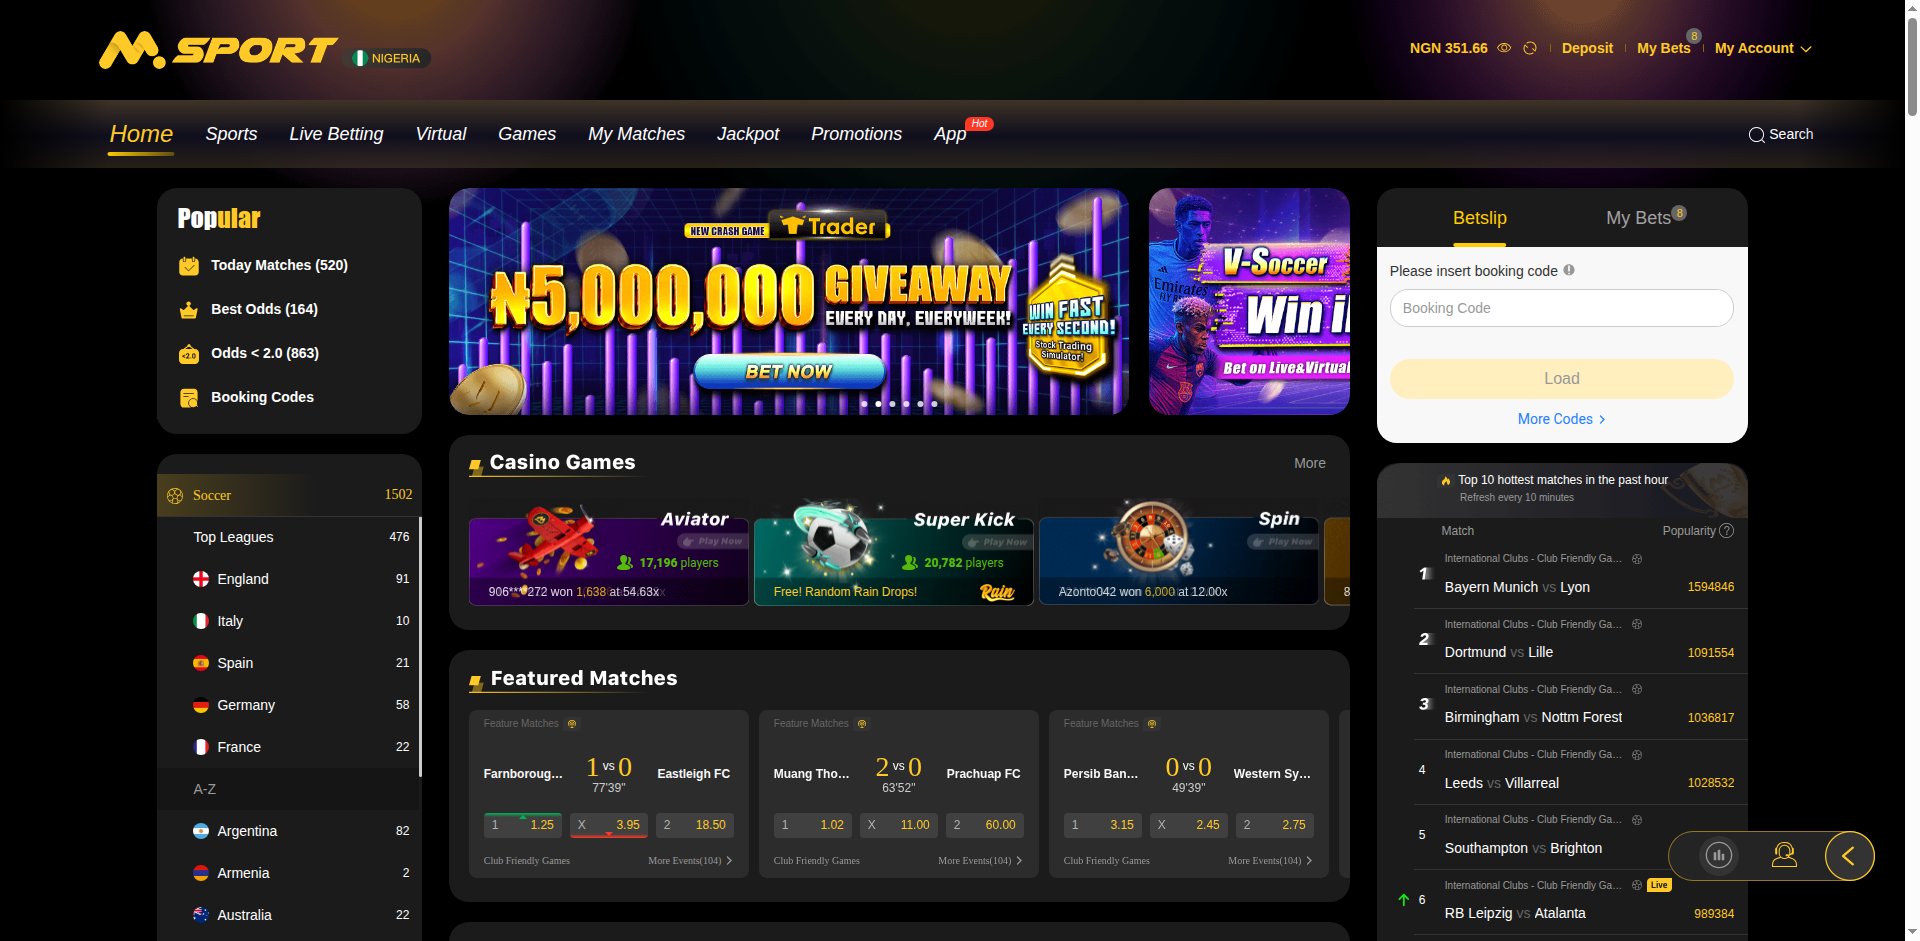 M.SPORT
NIGERIA
NGN 351.66
Deposit
My Bets
8
My Account
Home
Sports
Live Betting
Virtual
Games
My Matches
Jackpot
Promotions
App
Hot
Search
Popular
Today Matches (520)
Best Odds (164)
<2.0
Odds < 2.0 (863)
Booking Codes
Soccer
1502
Top Leagues
476
England
91
Italy
10
Spain
21
Germany
58
France
22
A-Z
Argentina
82
Armenia
2
Australia
22
NEW CRASH GAME
Trader
₦5,000,000
GIVEAWAY
EVERY DAY, EVERYWEEK!
WIN FAST
EVERY SECOND!
Stock Trading
Simulator!
BET NOW
Emirates
V-Soccer
Win i
Bet on Live&Virtual
Casino Games
More
Aviator
Play Now
17,196 players
906***272 won 1,638 at 54.63x
Super Kick
Play Now
20,782 players
Free! Random Rain Drops!
Rain
Spin
Play Now
Azonto042 won 6,000 at 12.00x
8
Featured Matches
Feature Matches
Farnboroug...
1 vs 0
Eastleigh FC
77'39"
1 1.25
X 3.95
2 18.50
Club Friendly Games
More Events(104)
Feature Matches
Muang Tho...
2 vs 0
Prachuap FC
63'52"
1 1.02
X 11.00
2 60.00
Club Friendly Games
More Events(104)
Feature Matches
Persib Ban...
0 vs 0
Western Sy...
49'39"
1 3.15
X 2.45
2 2.75
Club Friendly Games
More Events(104)
Betslip
My Bets
8
Please insert booking code
Booking Code
Load
More Codes
Top 10 hottest matches in the past hour
Refresh every 10 minutes
Match
Popularity
?
1
International Clubs - Club Friendly Ga...
Bayern Munich vs Lyon
1594846
2
International Clubs - Club Friendly Ga...
Dortmund vs Lille
1091554
3
International Clubs - Club Friendly Ga...
Birmingham vs Nottm Forest
1036817
4
International Clubs - Club Friendly Ga...
Leeds vs Villarreal
1028532
5
International Clubs - Club Friendly Ga...
Southampton vs Brighton
6
International Clubs - Club Friendly Ga...
Live
RB Leipzig vs Atalanta
989384